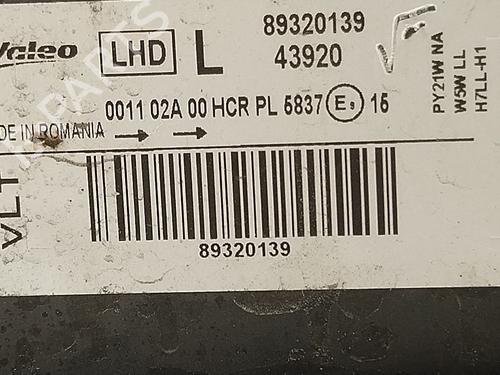 Valeo LHD L 89320139
43920
0011 02A 00 HCR PL 5837 E9 15
DE IN ROMANIA
89320139
PY21W NA
W5W LL
H7LL-H1